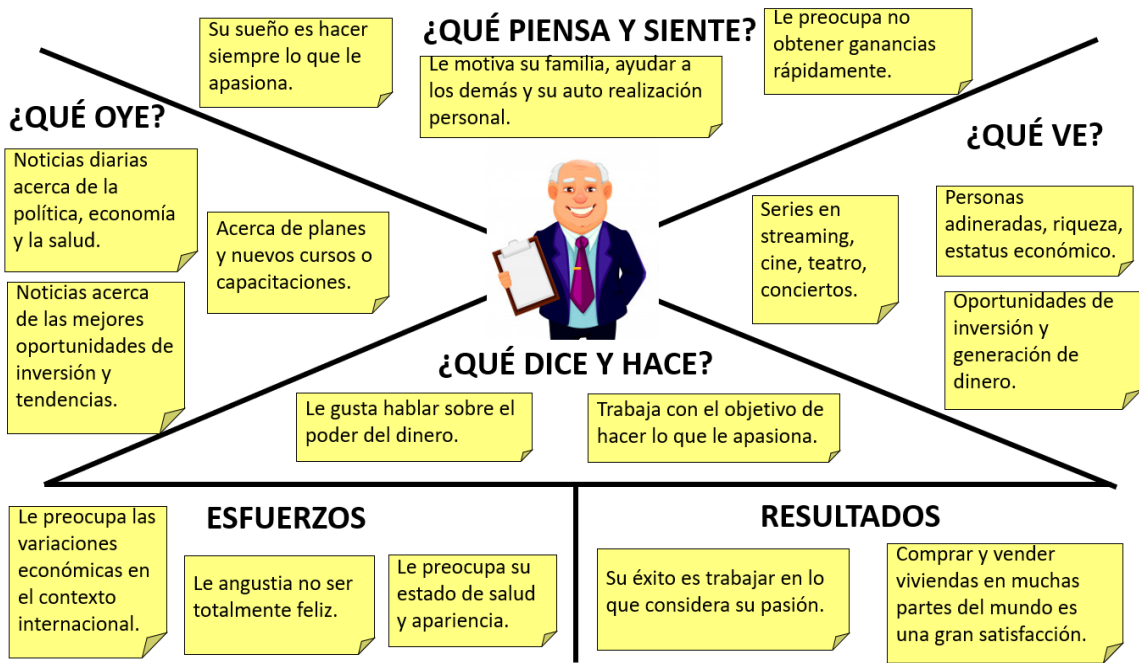 ¿QUÉ PIENSA Y SIENTE?
Su sueño es hacer
siempre lo que le
apasiona.
Le motiva su familia, ayudar a
los demás y su auto realización
personal.
Le preocupa no
obtener ganancias
rápidamente.
¿QUÉ OYE?
Noticias diarias
acerca de la
política, economía
y la salud.
Acerca de planes
y nuevos cursos o
capacitaciones.
Noticias acerca
de las mejores
oportunidades de
inversión y
tendencias.
¿QUÉ VE?
Series en
streaming,
cine, teatro,
conciertos.
Personas
adineradas, riqueza,
estatus económico.
Oportunidades de
inversión y
generación de
dinero.
¿QUÉ DICE Y HACE?
Le gusta hablar sobre el
poder del dinero.
Trabaja con el objetivo de
hacer lo que le apasiona.
ESFUERZOS
Le preocupa las
variaciones
económicas en
el contexto
internacional.
Le angustia no ser
totalmente feliz.
Le preocupa su
estado de salud
y apariencia.
RESULTADOS
Su éxito es trabajar en lo
que considera su pasión.
Comprar y vender
viviendas en muchas
partes del mundo es
una gran satisfacción.